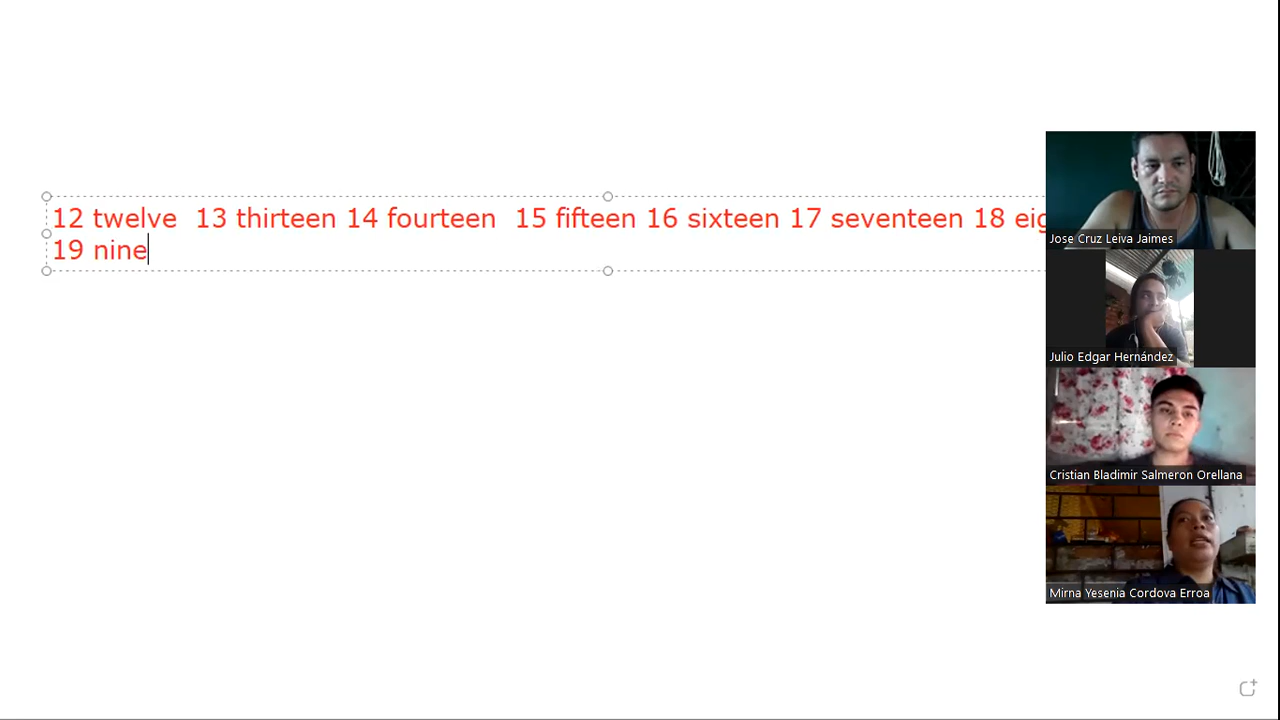 12 twelve  13 thirteen 14 fourteen  15 fifteen 16 sixteen 17 seventeen 18
19 nine
Jose Cruz Leiva Jaimes
Julio Edgar Hernández
Cristian Bladimir Salmeron Orellana
Mirna Yesenia Cordova Erroa